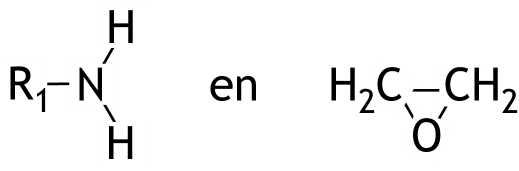 H
R₁—N en H₂C—CH₂
O
H